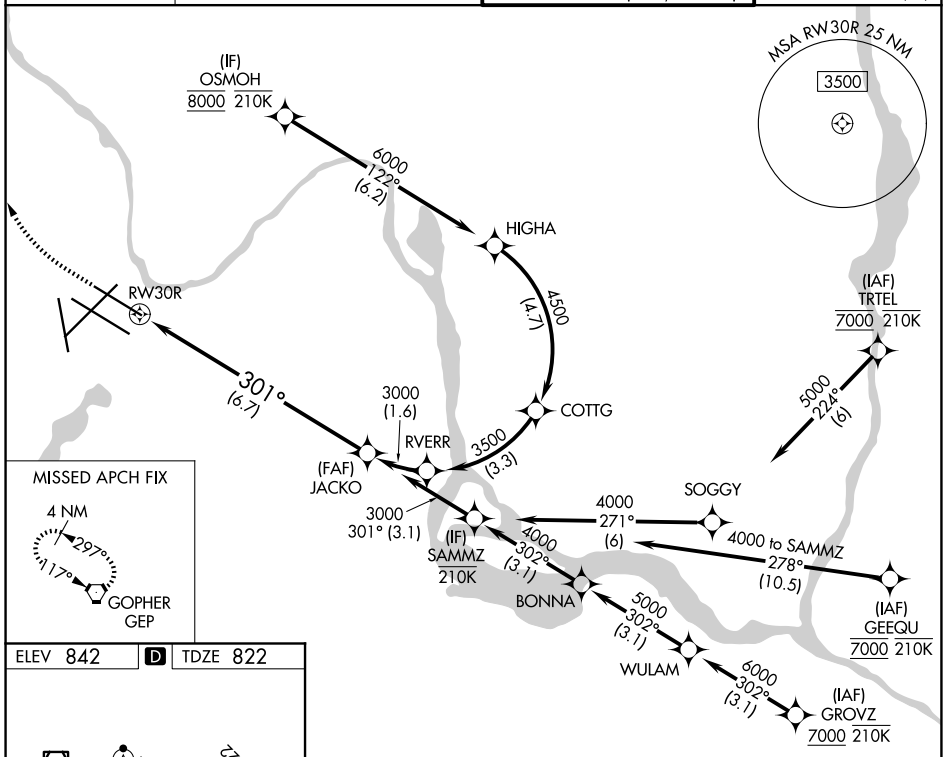 MSA RW30R 25 NM
3500
(IF)
OSMOH
8000 210K
6000
122°
(6.2)
HIGHA
4500
(4.7)
(IAF)
TRTEL
7000 210K
5000
224°
(6)
RW30R
301°
(6.7)
3000
(1.6)
RVERR
3500
(3.3)
COTTG
(FAF)
JACKO
3000
301° (3.1)
(IF)
SAMMZ
210K
4000
302°
(3.1)
4000
271°
(6)
SOGGY
4000 to SAMMZ
278°
(10.5)
BONNA
(IAF)
GEEQU
7000 210K
5000
302°
(3.1)
WULAM
6000
302°
(3.1)
(IAF)
GROVZ
7000 210K
MISSED APCH FIX
4 NM
297°
117°
GOPHER
GEP
ELEV 842 D TDZE 822
22